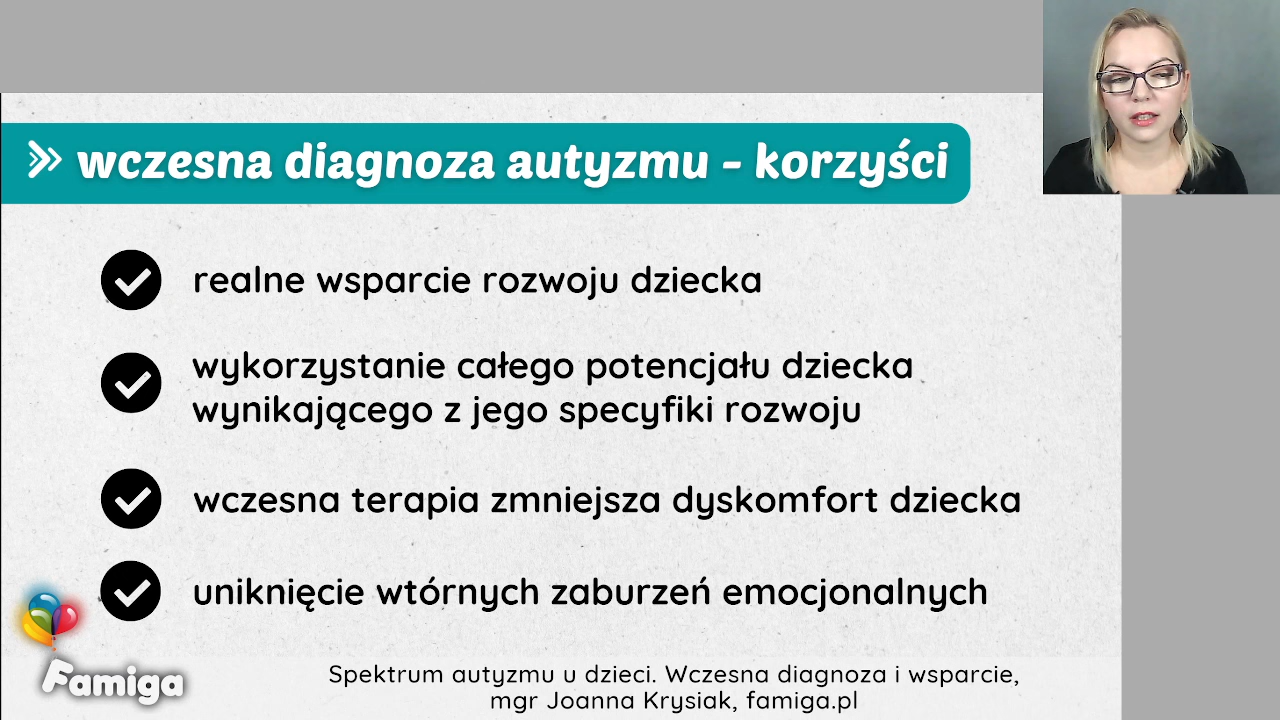 wczesna diagnoza autyzmu - korzyści
realne wsparcie rozwoju dziecka
wykorzystanie całego potencjału dziecka
wynikającego z jego specyfiki rozwoju
wczesna terapia zmniejsza dyskomfort dziecka
uniknięcie wtórnych zaburzeń emocjonalnych
Famiga
Spektrum autyzmu u dzieci. Wczesna diagnoza i wsparcie,
mgr Joanna Krysiak, famiga.pl